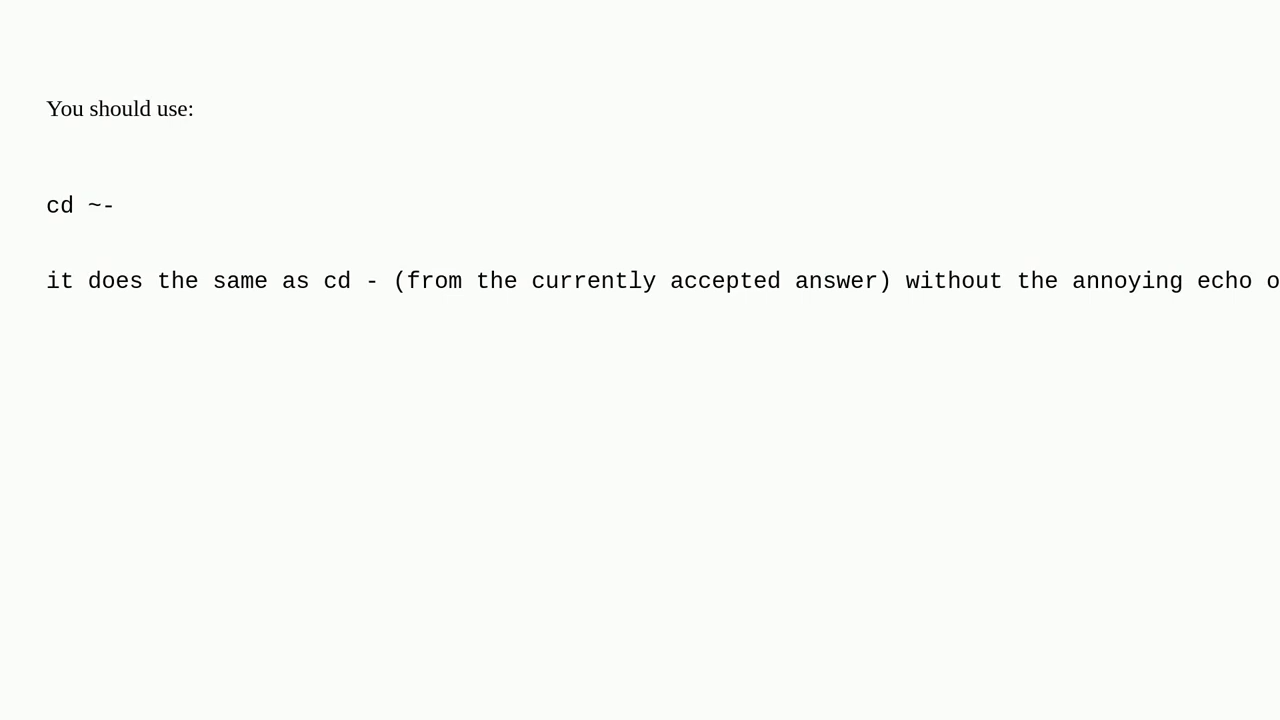 You should use:
cd ~-
it does the same as cd - (from the currently accepted answer) without the annoying echo